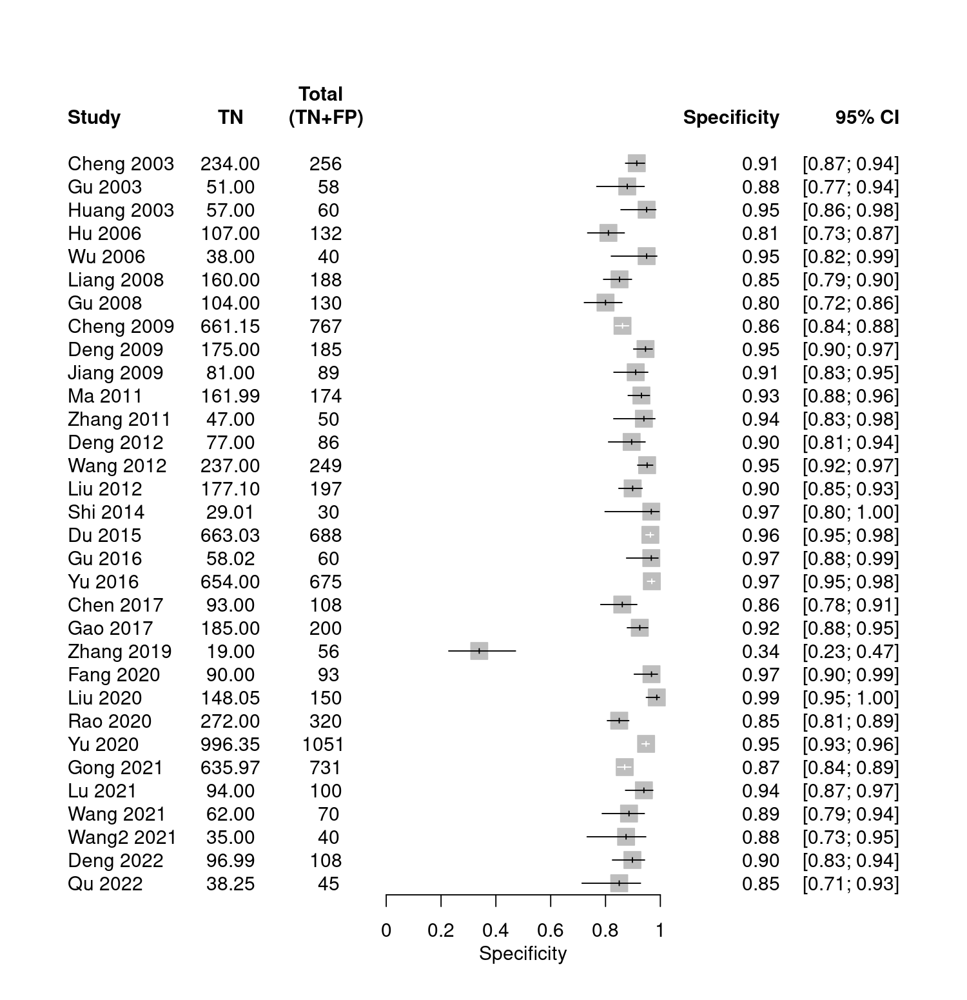 Total
Study TN (TN+FP) Specificity 95% CI
Cheng 2003 234.00 256 0.91 [0.87; 0.94]
Gu 2003 51.00 58 0.88 [0.77; 0.94]
Huang 2003 57.00 60 0.95 [0.86; 0.98]
Hu 2006 107.00 132 0.81 [0.73; 0.87]
Wu 2006 38.00 40 0.95 [0.82; 0.99]
Liang 2008 160.00 188 0.85 [0.79; 0.90]
Gu 2008 104.00 130 0.80 [0.72; 0.86]
Cheng 2009 661.15 767 0.86 [0.84; 0.88]
Deng 2009 175.00 185 0.95 [0.90; 0.97]
Jiang 2009 81.00 89 0.91 [0.83; 0.95]
Ma 2011 161.99 174 0.93 [0.88; 0.96]
Zhang 2011 47.00 50 0.94 [0.83; 0.98]
Deng 2012 77.00 86 0.90 [0.81; 0.94]
Wang 2012 237.00 249 0.95 [0.92; 0.97]
Liu 2012 177.10 197 0.90 [0.85; 0.93]
Shi 2014 29.01 30 0.97 [0.80; 1.00]
Du 2015 663.03 688 0.96 [0.95; 0.98]
Gu 2016 58.02 60 0.97 [0.88; 0.99]
Yu 2016 654.00 675 0.97 [0.95; 0.98]
Chen 2017 93.00 108 0.86 [0.78; 0.91]
Gao 2017 185.00 200 0.92 [0.88; 0.95]
Zhang 2019 19.00 56 0.34 [0.23; 0.47]
Fang 2020 90.00 93 0.97 [0.90; 0.99]
Liu 2020 148.05 150 0.99 [0.95; 1.00]
Rao 2020 272.00 320 0.85 [0.81; 0.89]
Yu 2020 996.35 1051 0.95 [0.93; 0.96]
Gong 2021 635.97 731 0.87 [0.84; 0.89]
Lu 2021 94.00 100 0.94 [0.87; 0.97]
Wang 2021 62.00 70 0.89 [0.79; 0.94]
Wang2 2021 35.00 40 0.88 [0.73; 0.95]
Deng 2022 96.99 108 0.90 [0.83; 0.94]
Qu 2022 38.25 45 0.85 [0.71; 0.93]
0 0.2 0.4 0.6 0.8 1
Specificity